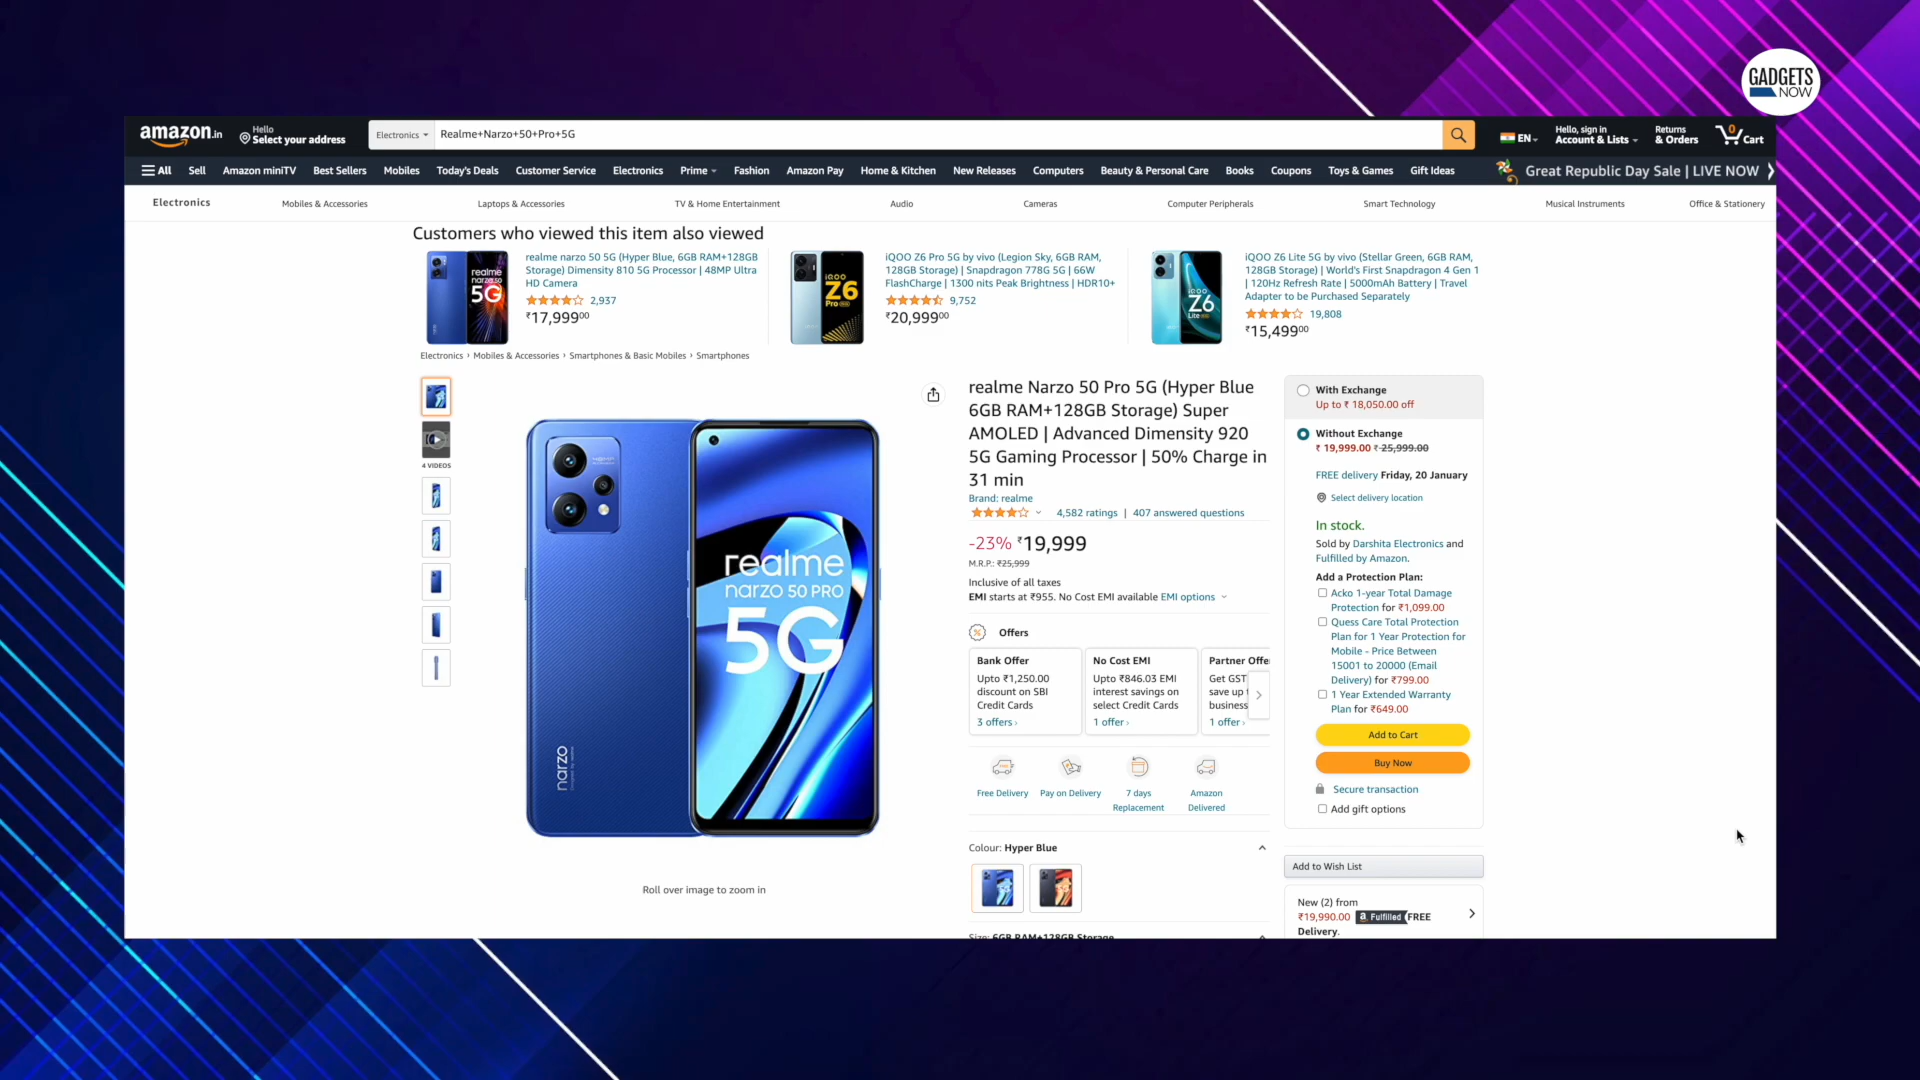 GADGETS
NOW
amazon.in
Hello
Select your address
Electronics
Realme+Narzo+50+Pro+5G
EN
Hello, sign in
Account & Lists
Returns
& Orders
0
Cart
All
Sell
Amazon miniTV
Best Sellers
Mobiles
Today's Deals
Customer Service
Electronics
Prime
Fashion
Amazon Pay
Home & Kitchen
New Releases
Computers
Beauty & Personal Care
Books
Coupons
Toys & Games
Gift Ideas
Great Republic Day Sale | LIVE NOW
Electronics
Mobiles & Accessories
Laptops & Accessories
TV & Home Entertainment
Audio
Cameras
Computer Peripherals
Smart Technology
Musical Instruments
Office & Stationery
Customers who viewed this item also viewed
realme
narzo 50
5G
realme narzo 50 5G (Hyper Blue, 6GB RAM+128GB
Storage) Dimensity 810 5G Processor | 48MP Ultra
HD Camera
2,937
₹17,999⁰⁰
iQOO
Z6
Pro
iQOO Z6 Pro 5G by vivo (Legion Sky, 6GB RAM,
128GB Storage) | Snapdragon 778G 5G | 66W
FlashCharge | 1300 nits Peak Brightness | HDR10+
9,752
₹20,999⁰⁰
iQOO
Z6
Lite
iQOO Z6 Lite 5G by vivo (Stellar Green, 6GB RAM,
128GB Storage) | World's First Snapdragon 4 Gen 1
| 120Hz Refresh Rate | 5000mAh Battery | Travel
Adapter to be Purchased Separately
19,808
₹15,499⁰⁰
Electronics › Mobiles & Accessories › Smartphones & Basic Mobiles › Smartphones
4 VIDEOS
realme
narzo 50 PRO
5G
narzo
Roll over image to zoom in
realme Narzo 50 Pro 5G (Hyper Blue
6GB RAM+128GB Storage) Super
AMOLED | Advanced Dimensity 920
5G Gaming Processor | 50% Charge in
31 min
Brand: realme
4,582 ratings | 407 answered questions
-23% ₹19,999
M.R.P.: ₹25,999
Inclusive of all taxes
EMI starts at ₹955. No Cost EMI available EMI options
Offers
Bank Offer
Upto ₹1,250.00
discount on SBI
Credit Cards
3 offers ›
No Cost EMI
Upto ₹846.03 EMI
interest savings on
select Credit Cards
1 offer ›
Partner Offe
Get GST
save up
business
1 offer ›
Free Delivery
Pay on Delivery
7 days
Replacement
Amazon
Delivered
Colour: Hyper Blue
Size: 6GB RAM+128GB Storage
With Exchange
Up to ₹ 18,050.00 off
Without Exchange
₹ 19,999.00 ₹ 25,999.00
FREE delivery Friday, 20 January
Select delivery location
In stock.
Sold by Darshita Electronics and
Fulfilled by Amazon.
Add a Protection Plan:
Acko 1-year Total Damage
Protection for ₹1,099.00
Quess Care Total Protection
Plan for 1 Year Protection for
Mobile - Price Between
15001 to 20000 (Email
Delivery) for ₹799.00
1 Year Extended Warranty
Plan for ₹649.00
Add to Cart
Buy Now
Secure transaction
Add gift options
Add to Wish List
New (2) from
₹19,990.00 a Fulfilled FREE
Delivery.